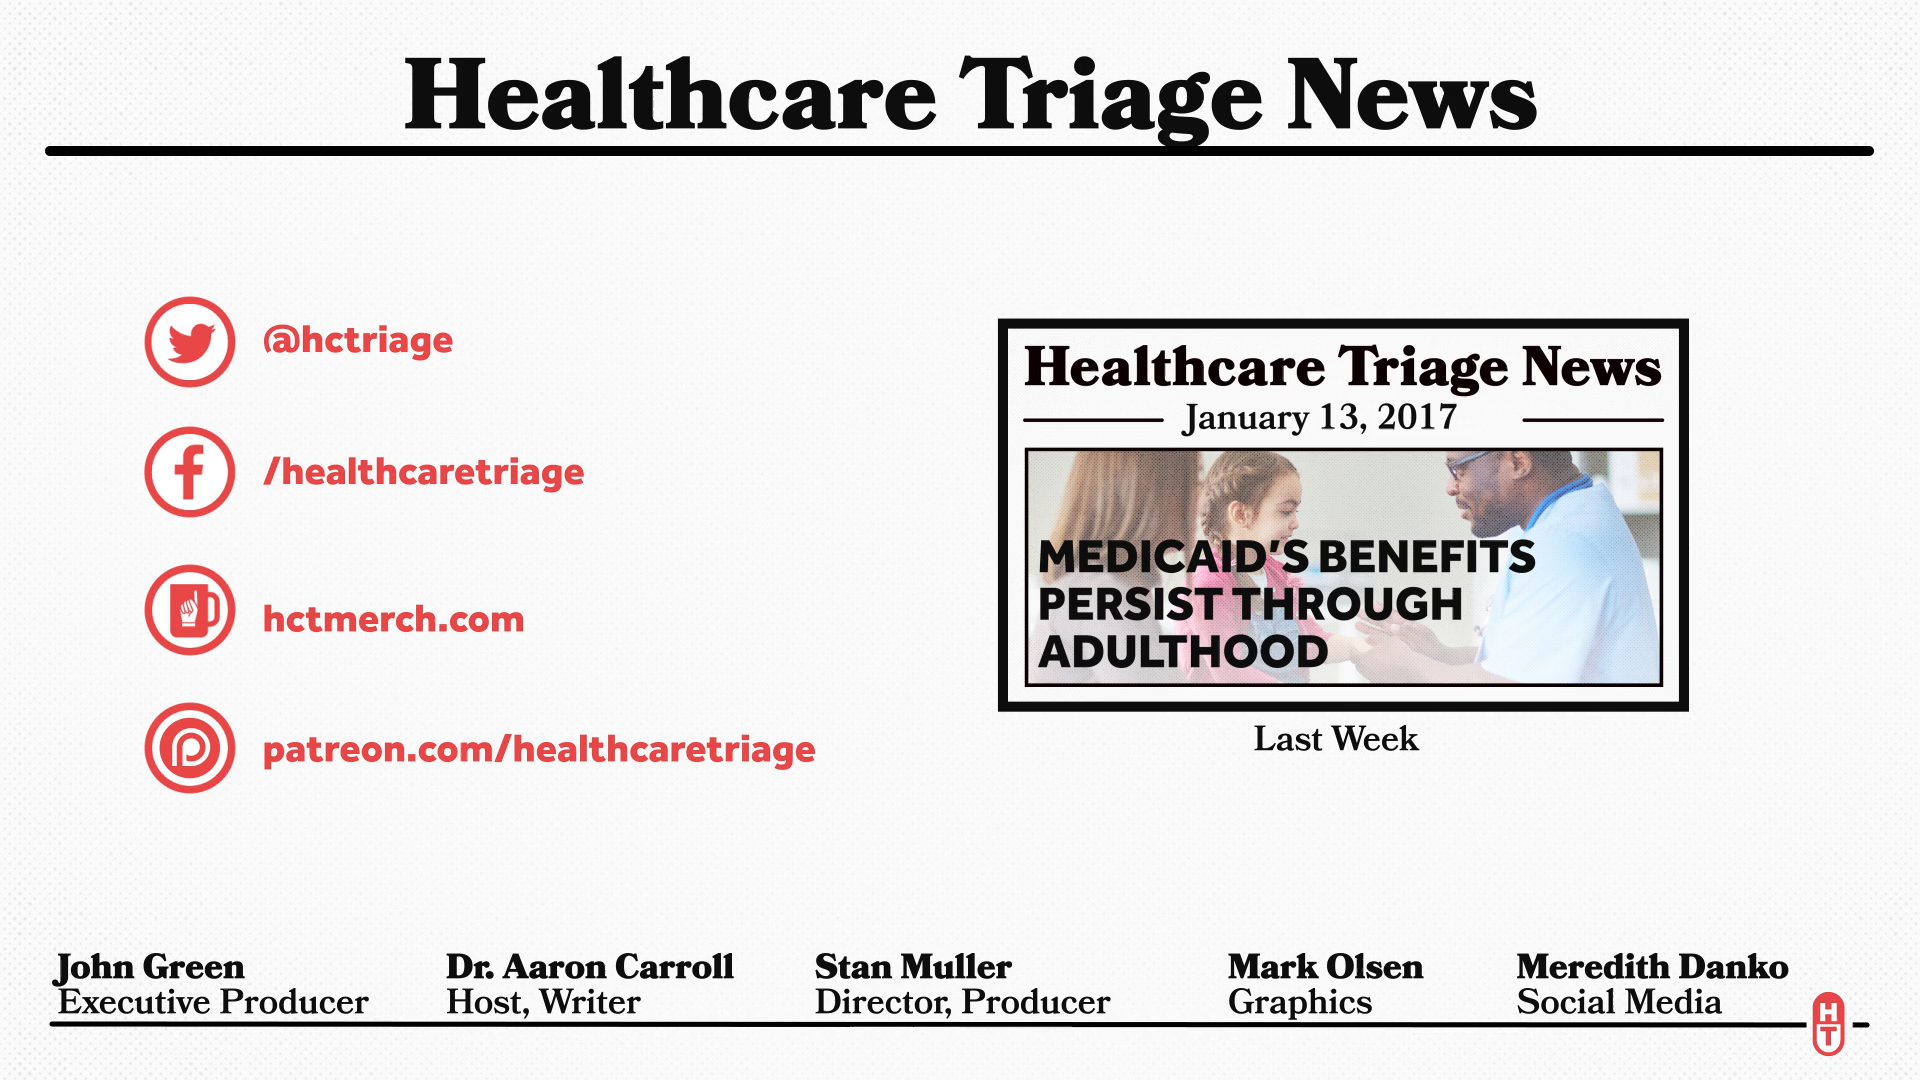 Healthcare Triage News
@hctriage
/healthcaretriage
hctmerch.com
patreon.com/healthcaretriage
Healthcare Triage News
January 13, 2017
MEDICAID'S BENEFITS
PERSIST THROUGH
ADULTHOOD
Last Week
John Green
Executive Producer
Dr. Aaron Carroll
Host, Writer
Stan Muller
Director, Producer
Mark Olsen
Graphics
Meredith Danko
Social Media
H
T